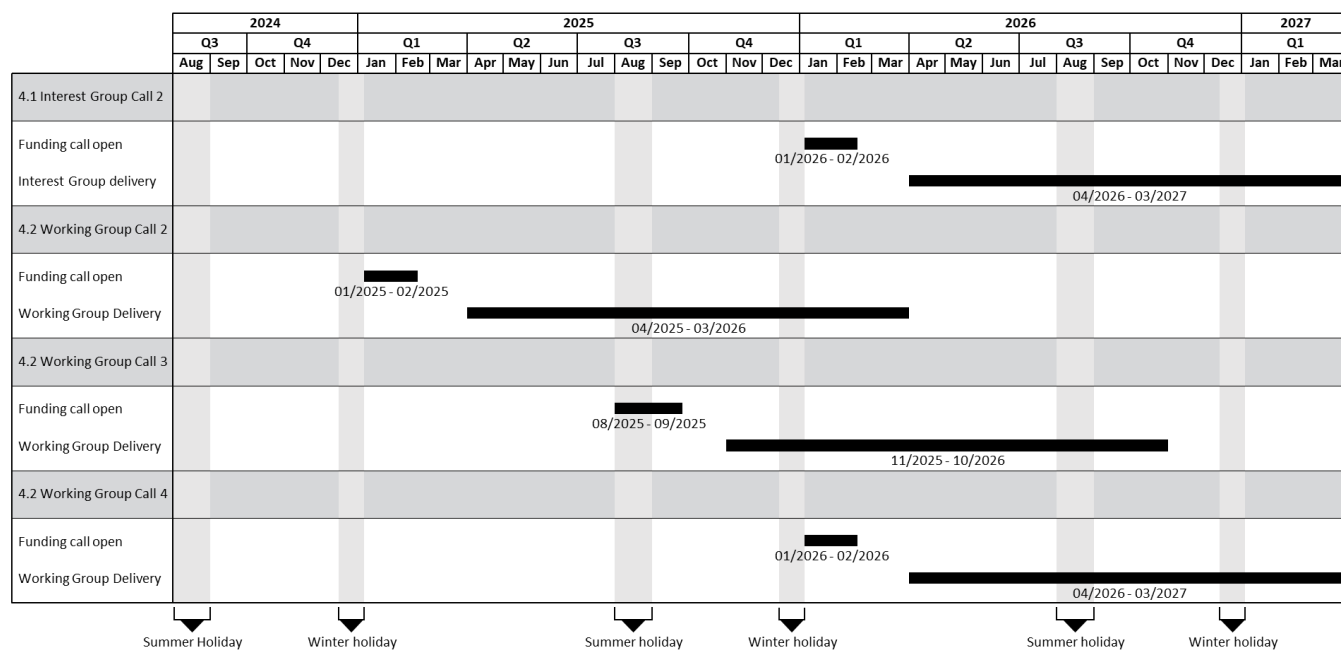 2024 2025 2026 2027
Q3 Q4 Q1 Q2 Q3 Q4 Q1 Q2 Q3 Q4 Q1
Aug Sep Oct Nov Dec Jan Feb Mar Apr May Jun Jul Aug Sep Oct Nov Dec Jan Feb Mar Apr May Jun Jul Aug Sep Oct Nov Dec Jan Feb Mar
4.1 Interest Group Call 2
Funding call open
01/2026 - 02/2026
Interest Group delivery
04/2026 - 03/2027
4.2 Working Group Call 2
Funding call open
01/2025 - 02/2025
Working Group Delivery
04/2025 - 03/2026
4.2 Working Group Call 3
Funding call open
08/2025 - 09/2025
Working Group Delivery
11/2025 - 10/2026
4.2 Working Group Call 4
Funding call open
01/2026 - 02/2026
Working Group Delivery
04/2026 - 03/2027
Summer Holiday Winter holiday Summer holiday Winter holiday Summer holiday Winter holiday